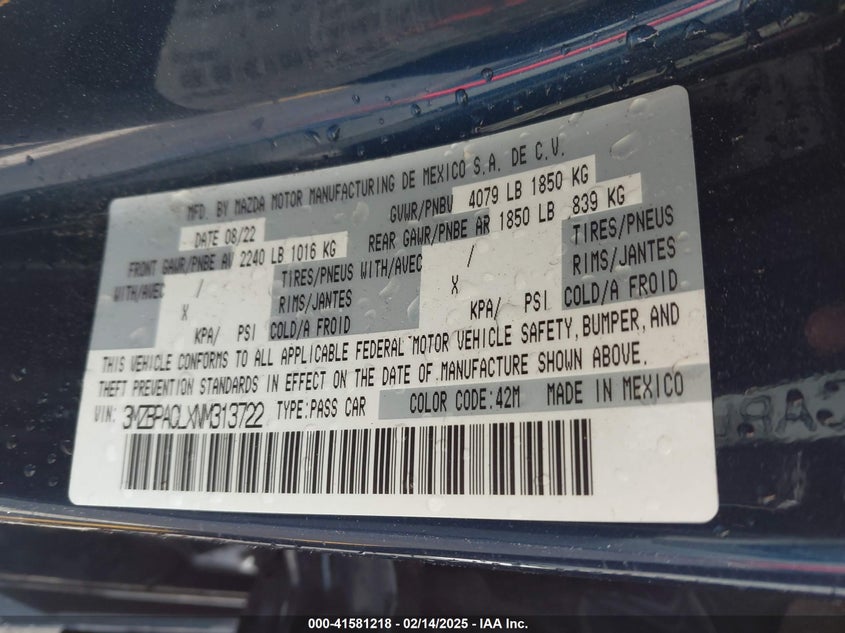 MFD. BY MAZDA MOTOR MANUFACTURING DE MEXICO S.A. DE C.V.
DATE 08/22 GVWR/PNBV 4079 LB 1850 KG
FRONT GAWR/PNBE AV 2240 LB 1016 KG REAR GAWR/PNBE AR 1850 LB 839 KG
WITH/AVEC / TIRES/PNEUS WITH/AVEC / TIRES/PNEUS
X RIMS/JANTES X RIMS/JANTES
KPA/ PSI COLD/A FROID KPA/ PSI COLD/A FROID
THIS VEHICLE CONFORMS TO ALL APPLICABLE FEDERAL MOTOR VEHICLE SAFETY, BUMPER, AND
THEFT PREVENTION STANDARDS IN EFFECT ON THE DATE OF MANUFACTURE SHOWN ABOVE.
VIN: 3MZBPACLXNM313722 TYPE:PASS CAR COLOR CODE:42M MADE IN MEXICO
000-41581218 - 02/14/2025 - IAA Inc.